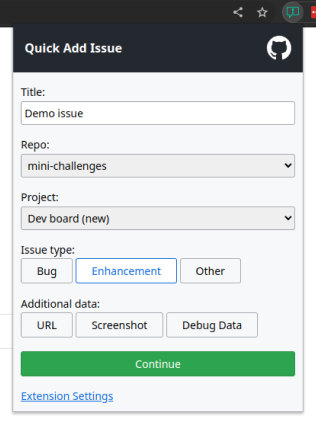 Quick Add Issue
Title:
Demo issue
Repo:
mini-challenges
Project:
Dev board (new)
Issue type:
Bug Enhancement Other
Additional data:
URL Screenshot Debug Data
Continue
Extension Settings